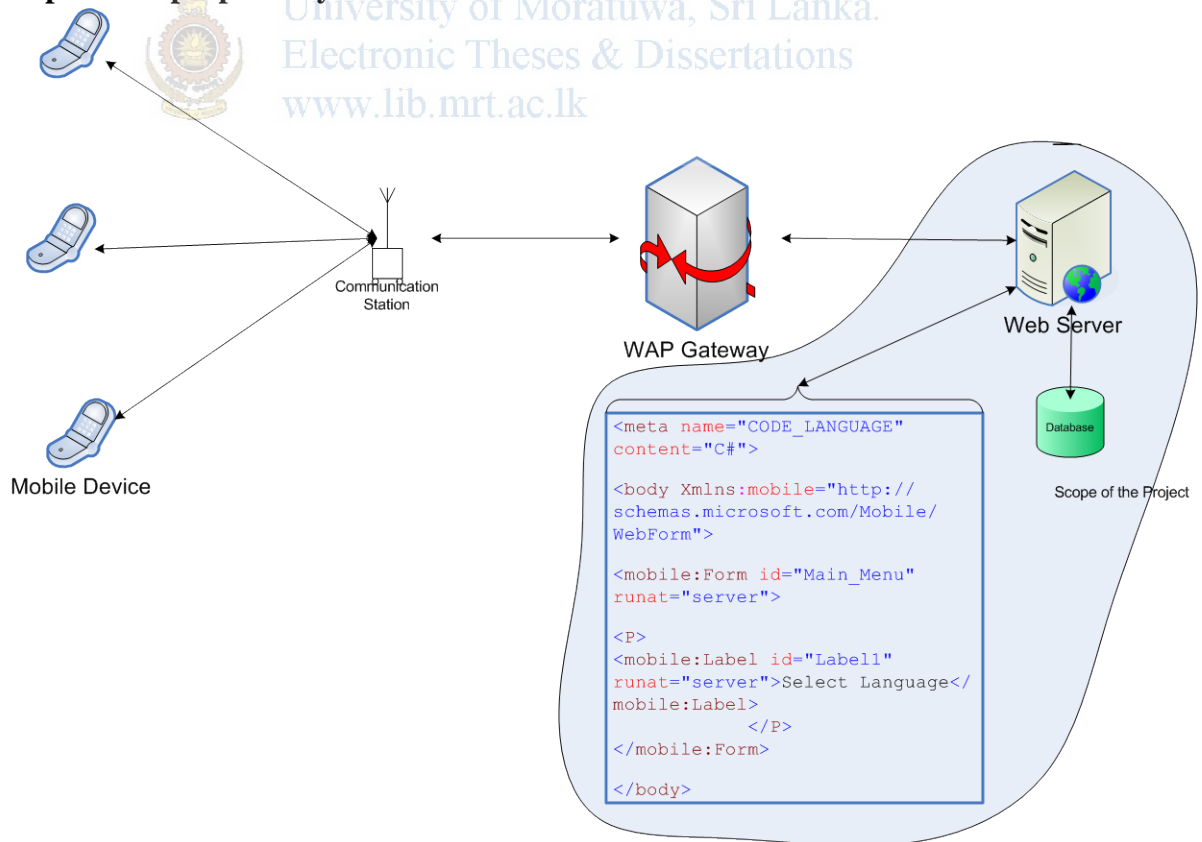 University of Moratuwa, Sri Lanka.
Electronic Theses & Dissertations
www.lib.mrt.ac.lk
Communication
Station
WAP Gateway
Web Server
Database
Scope of the Project
Mobile Device
<meta name="CODE_LANGUAGE"
content="C#">
<body Xmlns:mobile="http://
schemas.microsoft.com/Mobile/
WebForm">
<mobile:Form id="Main_Menu"
runat="server">
<P>
<mobile:Label id="Label1"
runat="server">Select Language</
mobile:Label>
</P>
</mobile:Form>
</body>